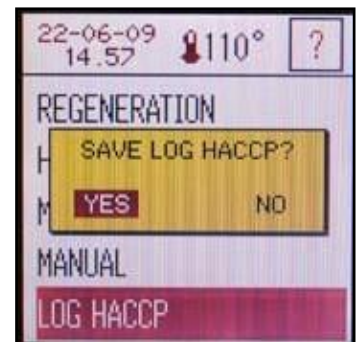 22-06-09
14.57
110°
?
REGENERATION
SAVE LOG HACCP?
YES NO
MANUAL
LOG HACCP